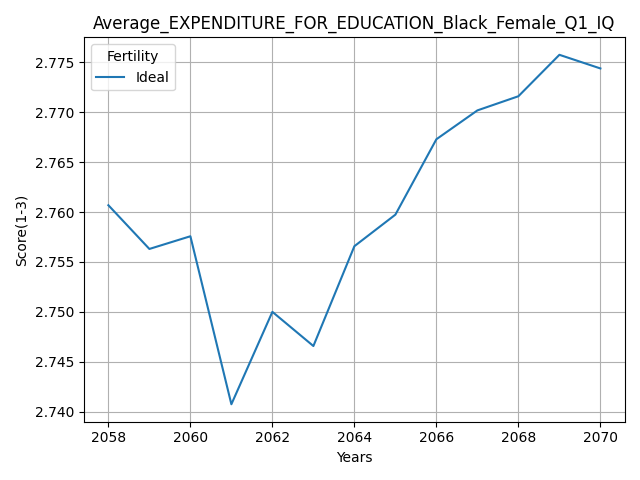 Average_EXPENDITURE_FOR_EDUCATION_Black_Female_Q1_IQ
Fertility
Ideal
2.775
2.770
2.765
2.760
2.755
2.750
2.745
2.740
Score(1-3)
2058 2060 2062 2064 2066 2068 2070
Years